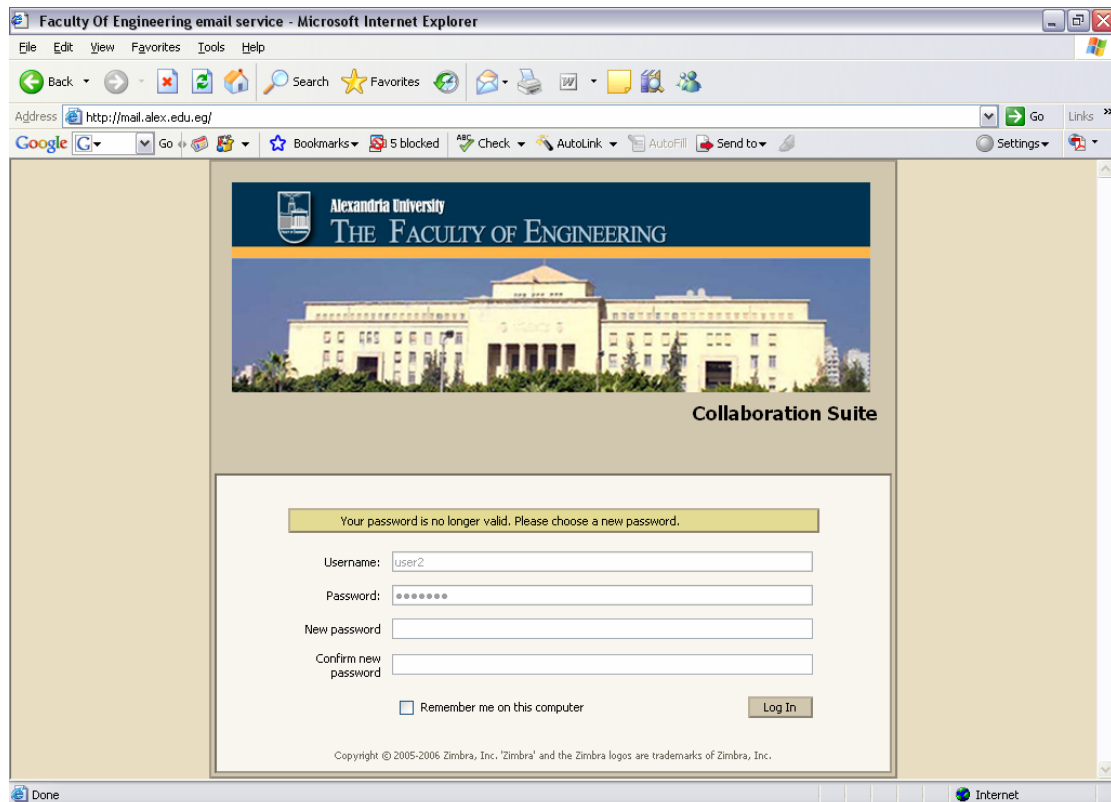 Faculty Of Engineering email service - Microsoft Internet Explorer
File Edit View Favorites Tools Help
Back Search Favorites W
Address http://mail.alex.edu.eg/ Go Links »
Google G Go Bookmarks 5 blocked ABC Check AutoLink AutoFill Send to Settings
Alexandria University
THE FACULTY OF ENGINEERING
Collaboration Suite
Your password is no longer valid. Please choose a new password.
Username: user2
Password: •••••••
New password
Confirm new
password
Remember me on this computer Log In
Copyright © 2005-2006 Zimbra, Inc. 'Zimbra' and the Zimbra logos are trademarks of Zimbra, Inc.
Done Internet